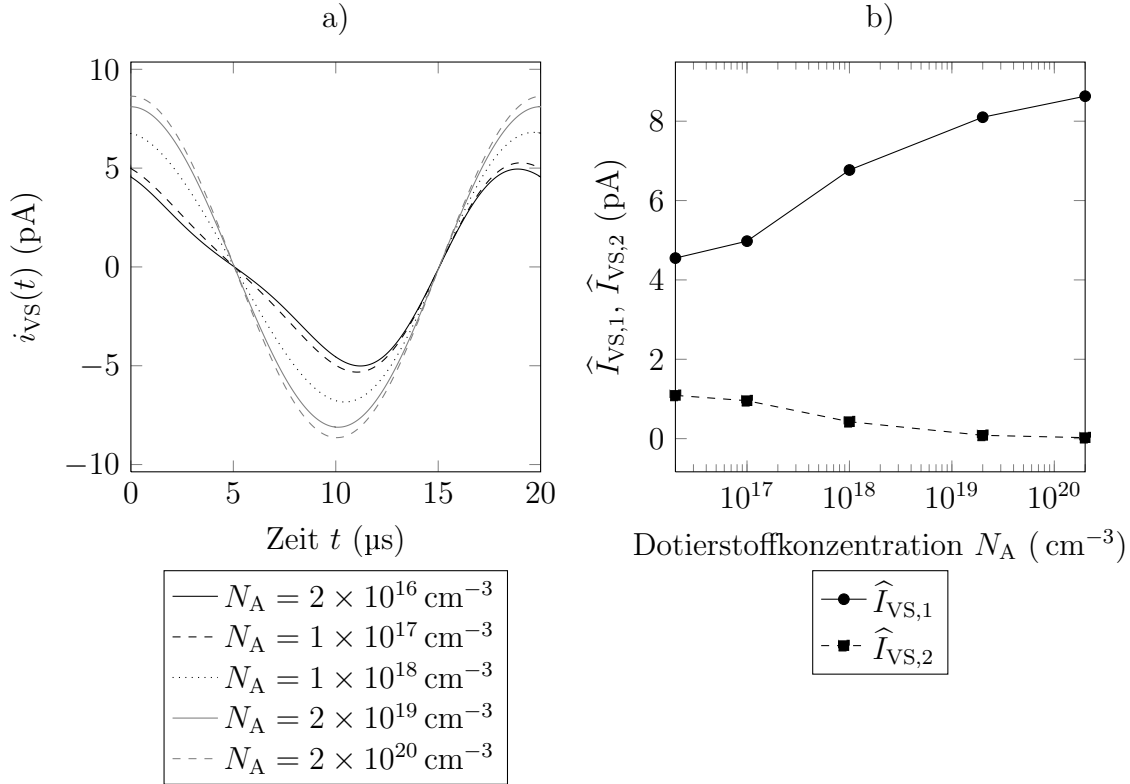 a)
10
5
0
−5
−10
i_VS(t) (pA)
0 5 10 15 20
Zeit t (µs)
N_A = 2 × 10^16 cm^−3
N_A = 1 × 10^17 cm^−3
N_A = 1 × 10^18 cm^−3
N_A = 2 × 10^19 cm^−3
N_A = 2 × 10^20 cm^−3
b)
8
6
4
2
0
Î_VS,1, Î_VS,2 (pA)
10^17 10^18 10^19 10^20
Dotierstoffkonzentration N_A ( cm^−3)
Î_VS,1
Î_VS,2